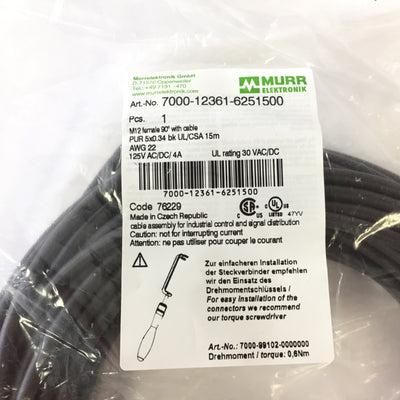 Murrelektronik GmbH
D-71570 Oppenweiler
+49 7191 -470
www.murrelektronik.com
MURR
ELEKTRONIK
Art.-No. 7000-12361-6251500
Pcs. 1
M12 female 90° with cable
PUR 5x0.34 bk UL/CSA 15m
AWG 22
125V AC/DC/ 4A UL rating 30 VAC/DC
7000-12361-6251500
Code 76229
Made in Czech Republic
LISTED 47YV
cable assembly for industrial control and signal distribution
Caution: not for interrupting current
Attention: ne pas utiliser pour couper le courant
Zur einfacheren Installation
der Steckverbinder empfehlen
wir den Einsatz des
Drehmomentschlüssels /
For easy installation of the
connectors we recommend
our torque screwdriver
Art.-No.: 7000-99102-0000000
Drehmoment / torque: 0,6Nm